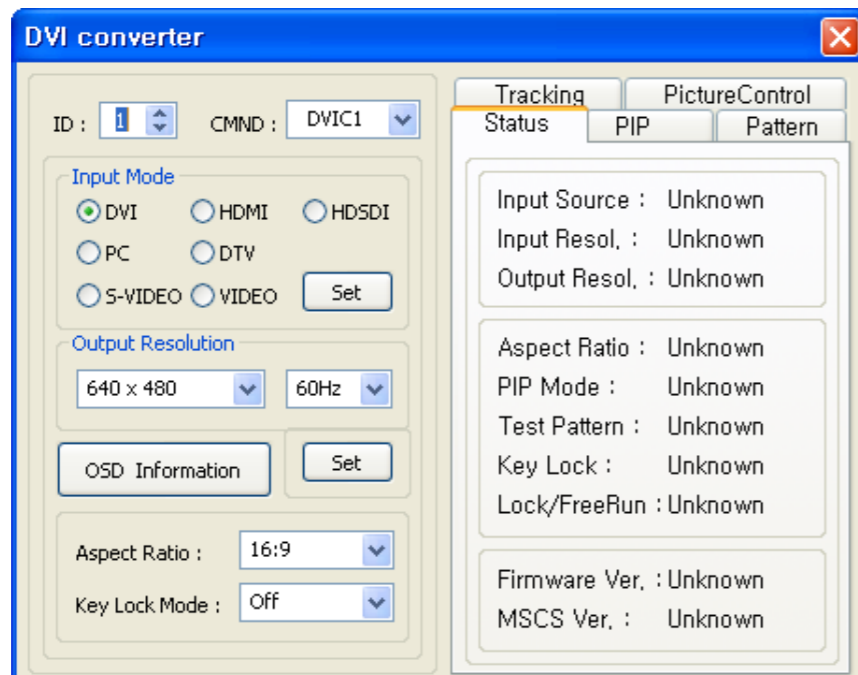 DVI converter
ID : 1 CMND : DVIC1
Input Mode
DVI HDMI HDSDI
PC DTV
S-VIDEO VIDEO Set
Output Resolution
640 x 480 60Hz
OSD Information Set
Aspect Ratio : 16:9
Key Lock Mode : Off
Tracking PictureControl
Status PIP Pattern
Input Source : Unknown
Input Resol, : Unknown
Output Resol, : Unknown
Aspect Ratio : Unknown
PIP Mode : Unknown
Test Pattern : Unknown
Key Lock : Unknown
Lock/FreeRun : Unknown
Firmware Ver, : Unknown
MSCS Ver, : Unknown